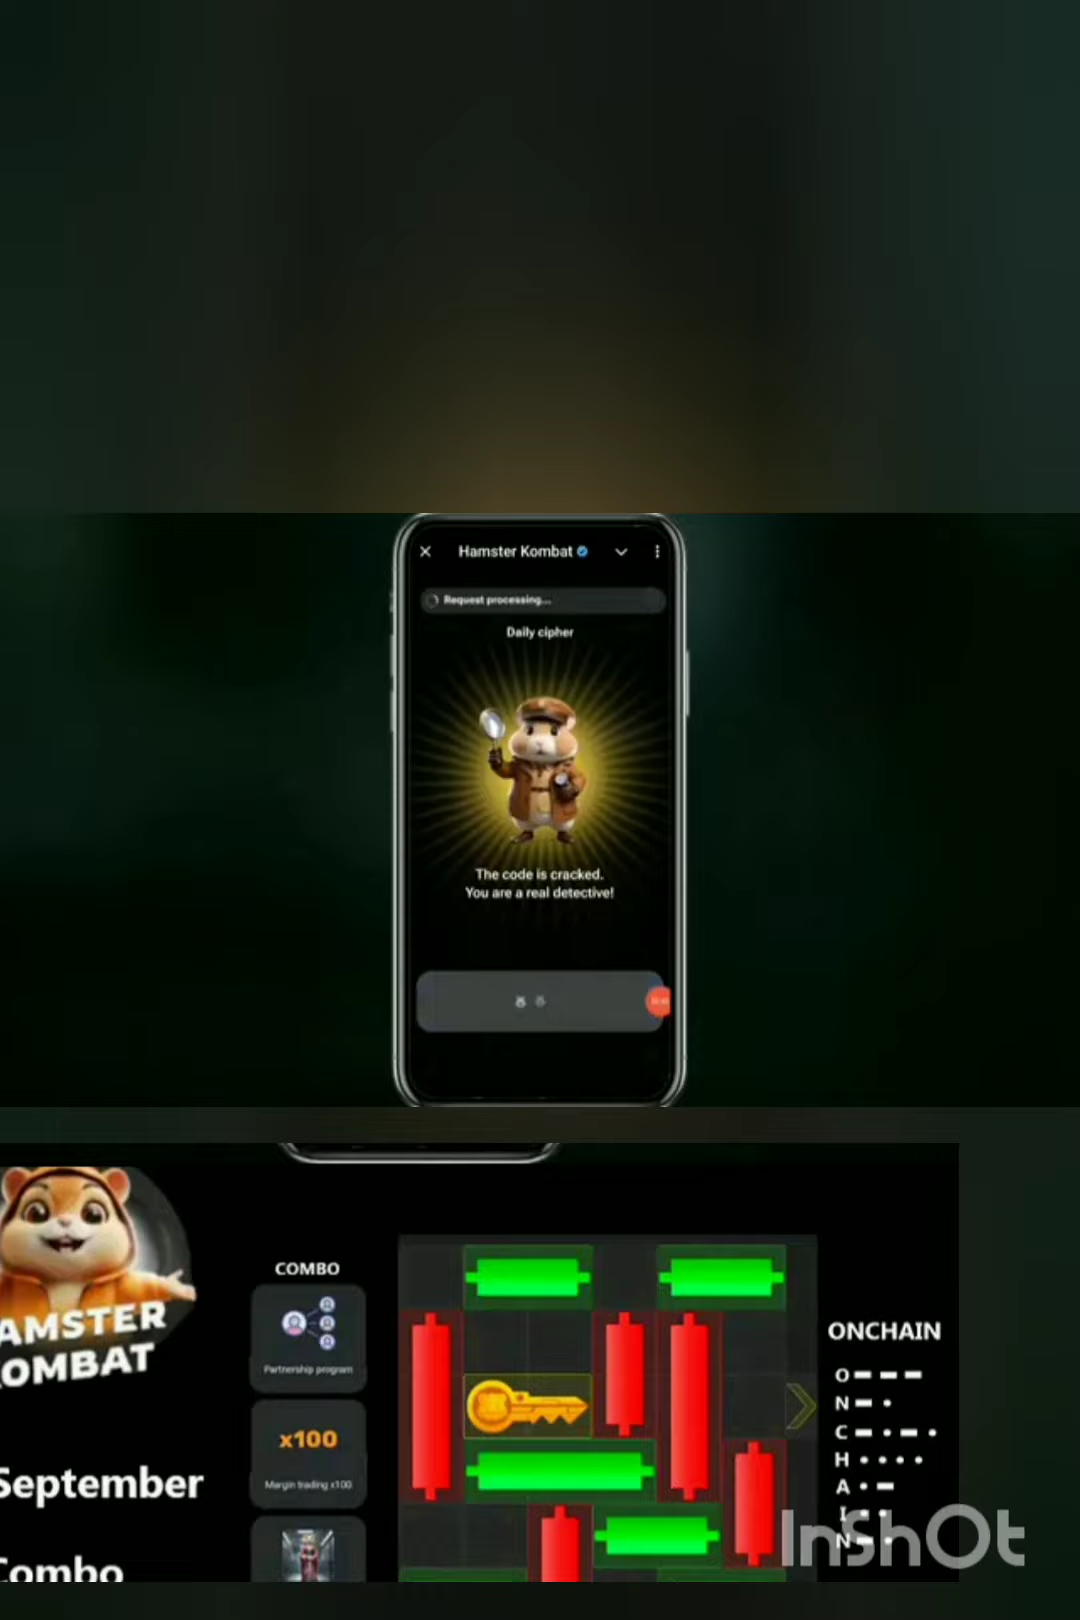 Hamster Kombat
Request processing...
Daily cipher
The code is cracked.
You are a real detective!
COMBO
Partnership program
x100
Margin trading x100
AMSTER
OMBAT
September
Combo
ONCHAIN
O
N
C
H
A
I
N
InShOt